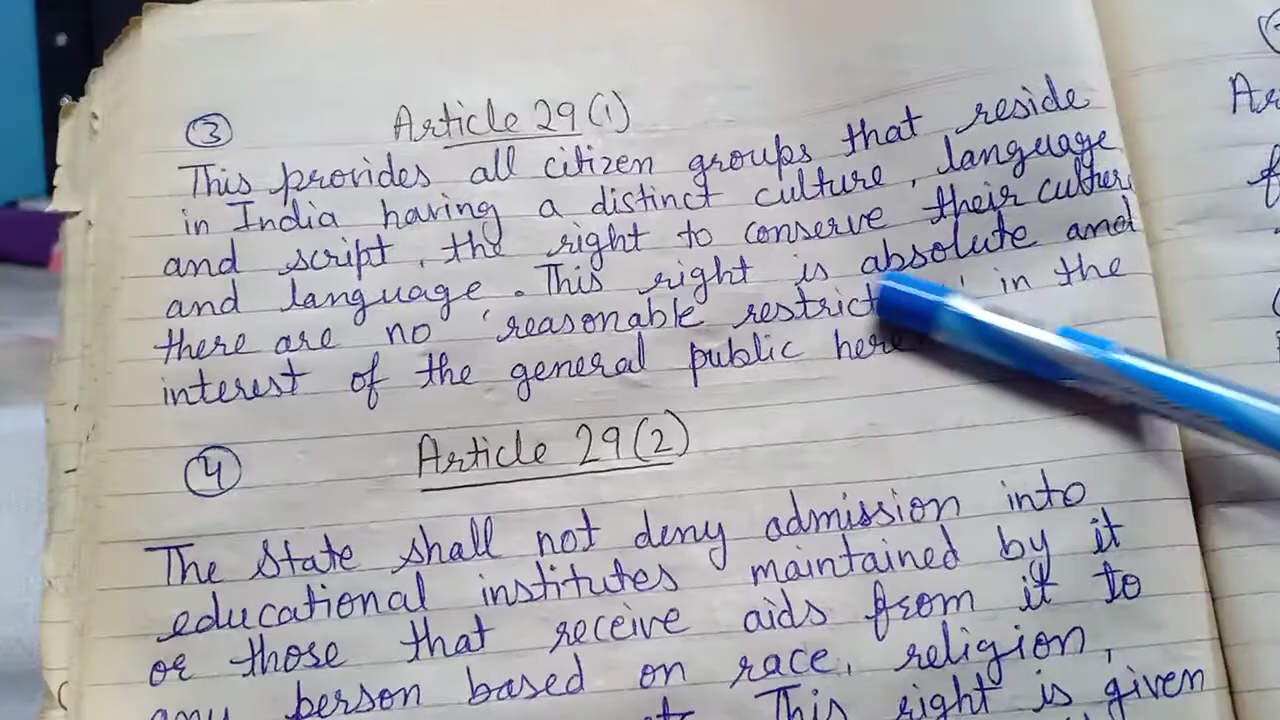 ③ Article 29(1)
This provides all citizen groups that reside
in India having a distinct culture, language
and script, the right to conserve their culture
and language. This right is absolute and
there are no 'reasonable in the
interest of the general public
④ Article 29(2)
The State shall not deny admission into
educational institutes maintained by it
or those that receive aids from it to
any person based on race, religion,
This right is given